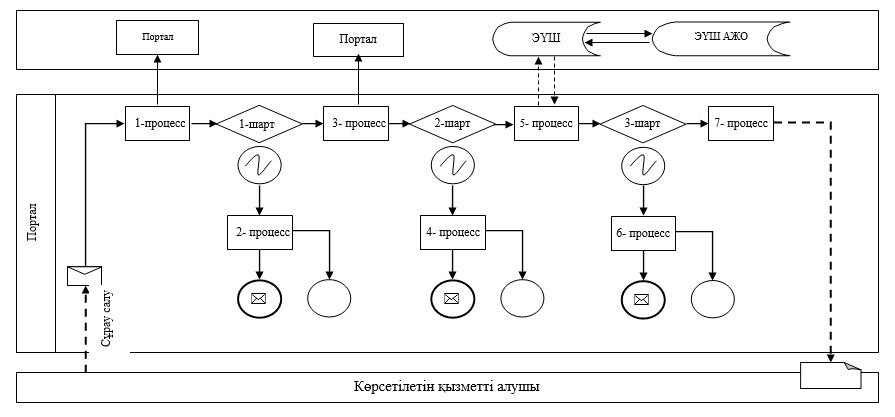 Портал
Портал
ЭҮШ
ЭҮШ АЖО
1-процесс
1-шарт
3- процесс
2-шарт
5- процесс
3-шарт
7- процесс
Портал
2- процесс
4- процесс
6- процесс
Сұрау салу
Көрсетілетін қызметті алушы